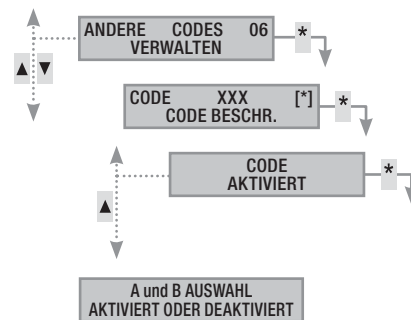 ANDERE CODES 06
VERWALTEN
*
▲ ▼
CODE XXX [*]
CODE BESCHR.
*
CODE
AKTIVIERT
*
▲
A und B AUSWAHL
AKTIVIERT ODER DEAKTIVIERT